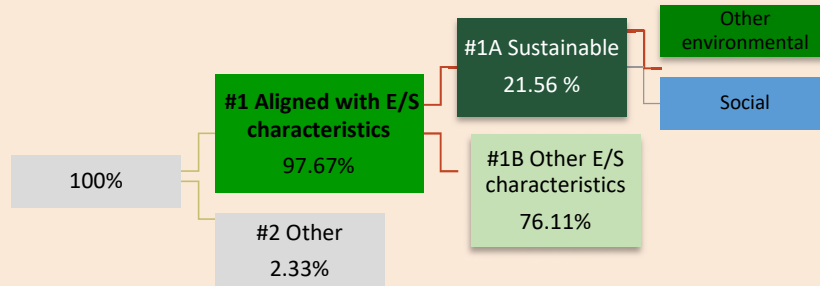 100%
#1 Aligned with E/S
characteristics
97.67%
#2 Other
2.33%
#1A Sustainable
21.56 %
#1B Other E/S
characteristics
76.11%
Other
environmental
Social